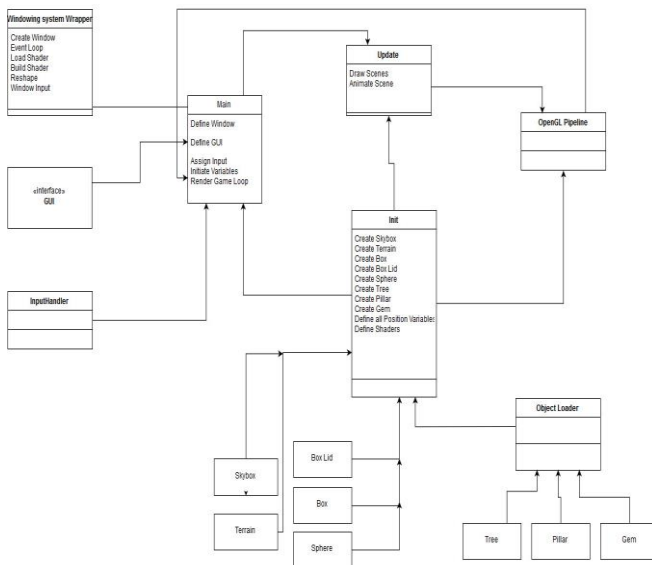 Windowing system Wrapper
Create Window
Event Loop
Load Shader
Build Shader
Reshape
Window Input
Main
Define Window
Define GUI
Assign Input
Initiate Variables
Render Game Loop
Update
Draw Scenes
Animate Scene
OpenGL Pipeline
«interface»
GUI
InputHandler
Init
Create Skybox
Create Terrain
Create Box
Create Box Lid
Create Sphere
Create Tree
Create Pillar
Create Gem
Define all Position Variables
Define Shaders
Object Loader
Skybox
Terrain
Box Lid
Box
Sphere
Tree
Pillar
Gem